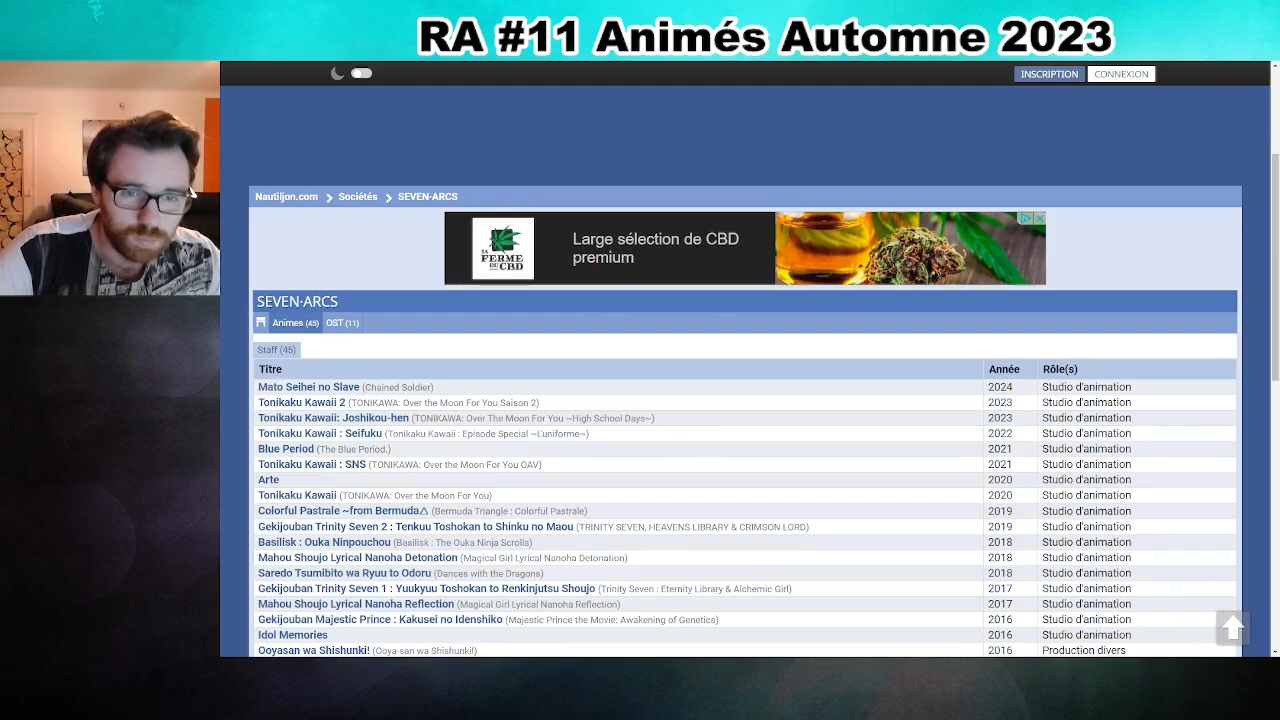 RA #11 Animés Automne 2023
INSCRIPTION CONNEXION
Nautiljon.com Sociétés SEVEN·ARCS
LA FERME DU CBD
Large sélection de CBD
premium
SEVEN·ARCS
Animes (45) OST (11)
Staff (45)
Titre Année Rôle(s)
Mato Seihei no Slave (Chained Soldier) 2024 Studio d'animation
Tonikaku Kawaii 2 (TONIKAWA: Over the Moon For You Saison 2) 2023 Studio d'animation
Tonikaku Kawaii: Joshikou-hen (TONIKAWA: Over The Moon For You ~High School Days~) 2023 Studio d'animation
Tonikaku Kawaii : Seifuku (Tonikaku Kawaii : Episode Special ~L'uniforme~) 2022 Studio d'animation
Blue Period (The Blue Period.) 2021 Studio d'animation
Tonikaku Kawaii : SNS (TONIKAWA: Over the Moon For You OAV) 2021 Studio d'animation
Arte 2020 Studio d'animation
Tonikaku Kawaii (TONIKAWA: Over the Moon For You) 2020 Studio d'animation
Colorful Pastrale ~from Bermuda△ (Bermuda Triangle : Colorful Pastrale) 2019 Studio d'animation
Gekijouban Trinity Seven 2 : Tenkuu Toshokan to Shinku no Maou (TRINITY SEVEN, HEAVENS LIBRARY & CRIMSON LORD) 2019 Studio d'animation
Basilisk : Ouka Ninpouchou (Basilisk : The Ouka Ninja Scrolls) 2018 Studio d'animation
Mahou Shoujo Lyrical Nanoha Detonation (Magical Girl Lyrical Nanoha Detonation) 2018 Studio d'animation
Saredo Tsumibito wa Ryuu to Odoru (Dances with the Dragons) 2018 Studio d'animation
Gekijouban Trinity Seven 1 : Yuukyuu Toshokan to Renkinjutsu Shoujo (Trinity Seven : Eternity Library & Alchemic Girl) 2017 Studio d'animation
Mahou Shoujo Lyrical Nanoha Reflection (Magical Girl Lyrical Nanoha Reflection) 2017 Studio d'animation
Gekijouban Majestic Prince : Kakusei no Idenshiko (Majestic Prince the Movie: Awakening of Genetics) 2016 Studio d'animation
Idol Memories 2016 Studio d'animation
Ooyasan wa Shishunki! (Ooya san wa Shishunki!) 2016 Production divers